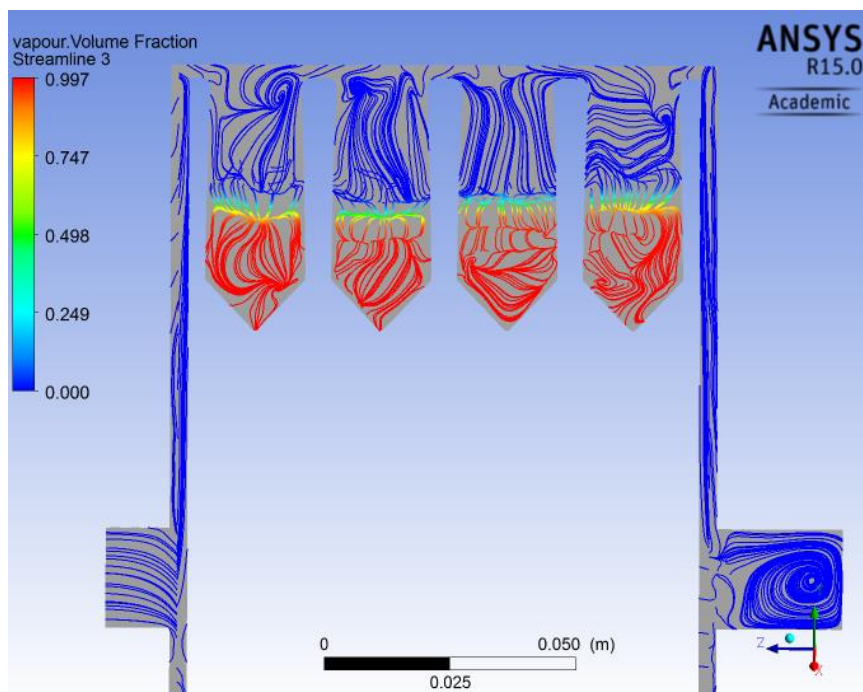 vapour.Volume Fraction
Streamline 3
0.997
0.747
0.498
0.249
0.000
ANSYS
R15.0
Academic
0
0.050 (m)
0.025
Z
X